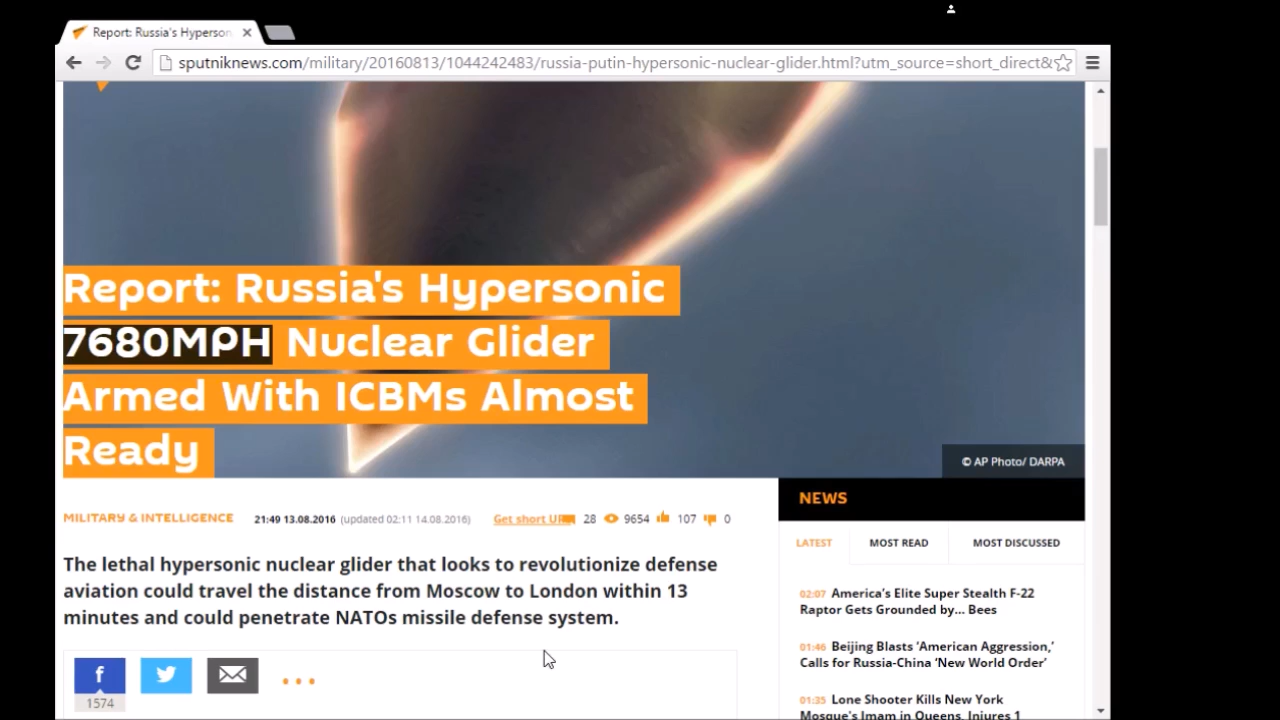 Report: Russia's Hyperson
sputniknews.com/military/20160813/1044242483/russia-putin-hypersonic-nuclear-glider.html?utm_source=short_direct&
Report: Russia's Hypersonic
7680MPH Nuclear Glider
Armed With ICBMs Almost
Ready
© AP Photo/ DARPA
MILITARY & INTELLIGENCE 21:49 13.08.2016 (updated 02:11 14.08.2016) Get short 28 9654 107 0
The lethal hypersonic nuclear glider that looks to revolutionize defense
aviation could travel the distance from Moscow to London within 13
minutes and could penetrate NATOs missile defense system.
f
1574
NEWS
LATEST MOST READ MOST DISCUSSED
02:07 America's Elite Super Stealth F-22
Raptor Gets Grounded by... Bees
01:46 Beijing Blasts 'American Aggression,'
Calls for Russia-China 'New World Order'
01:35 Lone Shooter Kills New York
Mosque's Imam in Queens, Injures 1